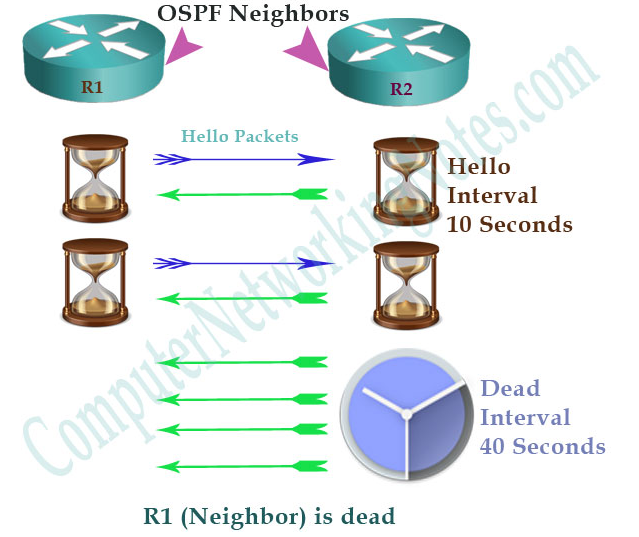 OSPF Neighbors
R1
R2
Hello Packets
Hello
Interval
10 Seconds
Dead
Interval
40 Seconds
R1 (Neighbor) is dead
ComputerNetworkingNotes.com